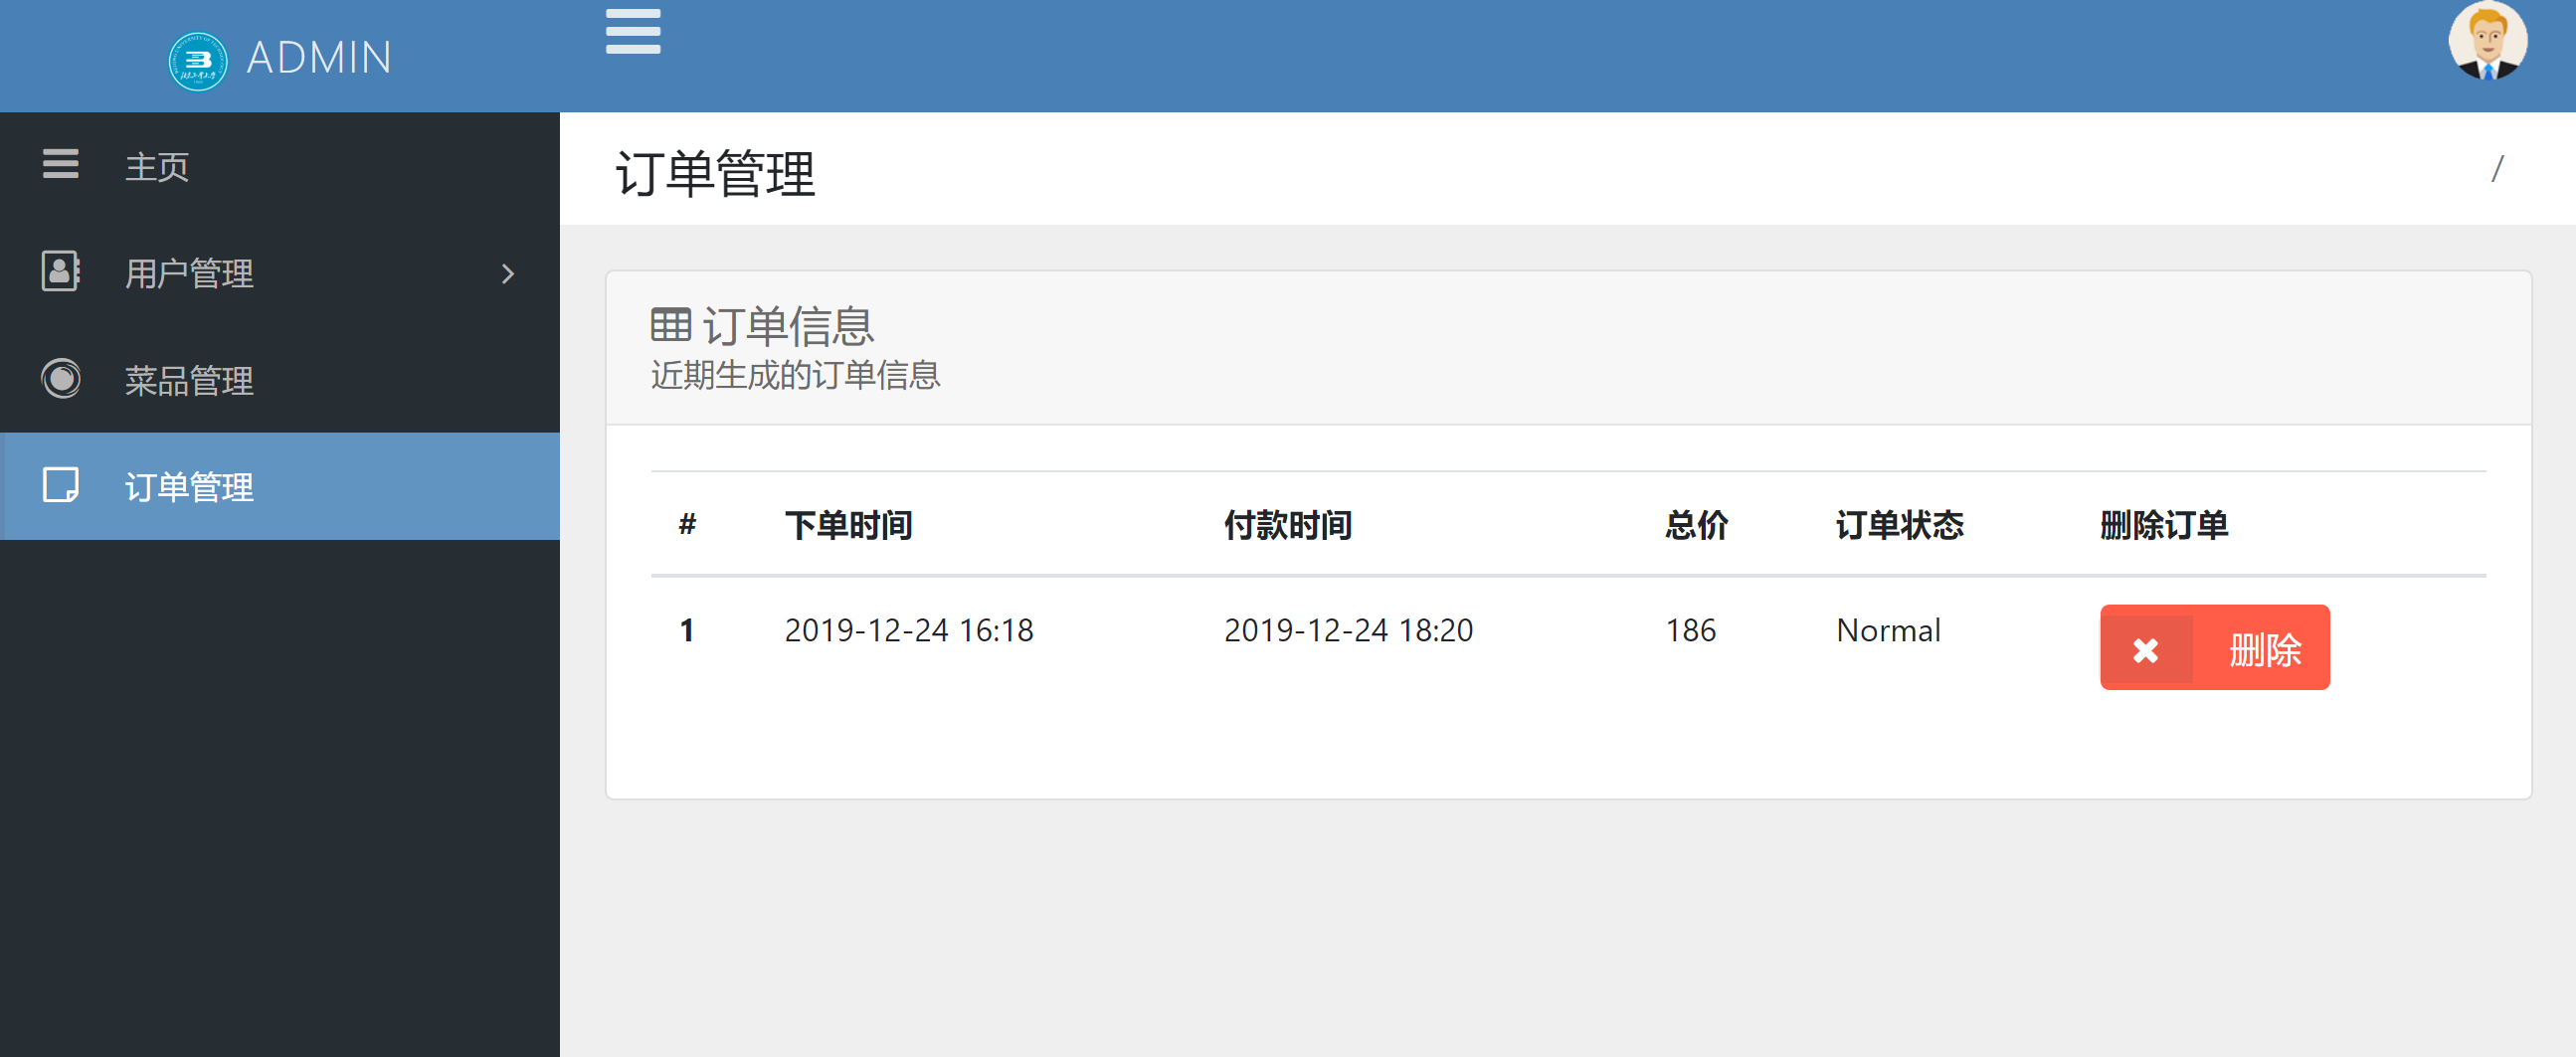 ADMIN
主页
用户管理
菜品管理
订单管理
订单管理
/
订单信息
近期生成的订单信息
# 下单时间 付款时间 总价 订单状态 删除订单
1 2019-12-24 16:18 2019-12-24 18:20 186 Normal 删除